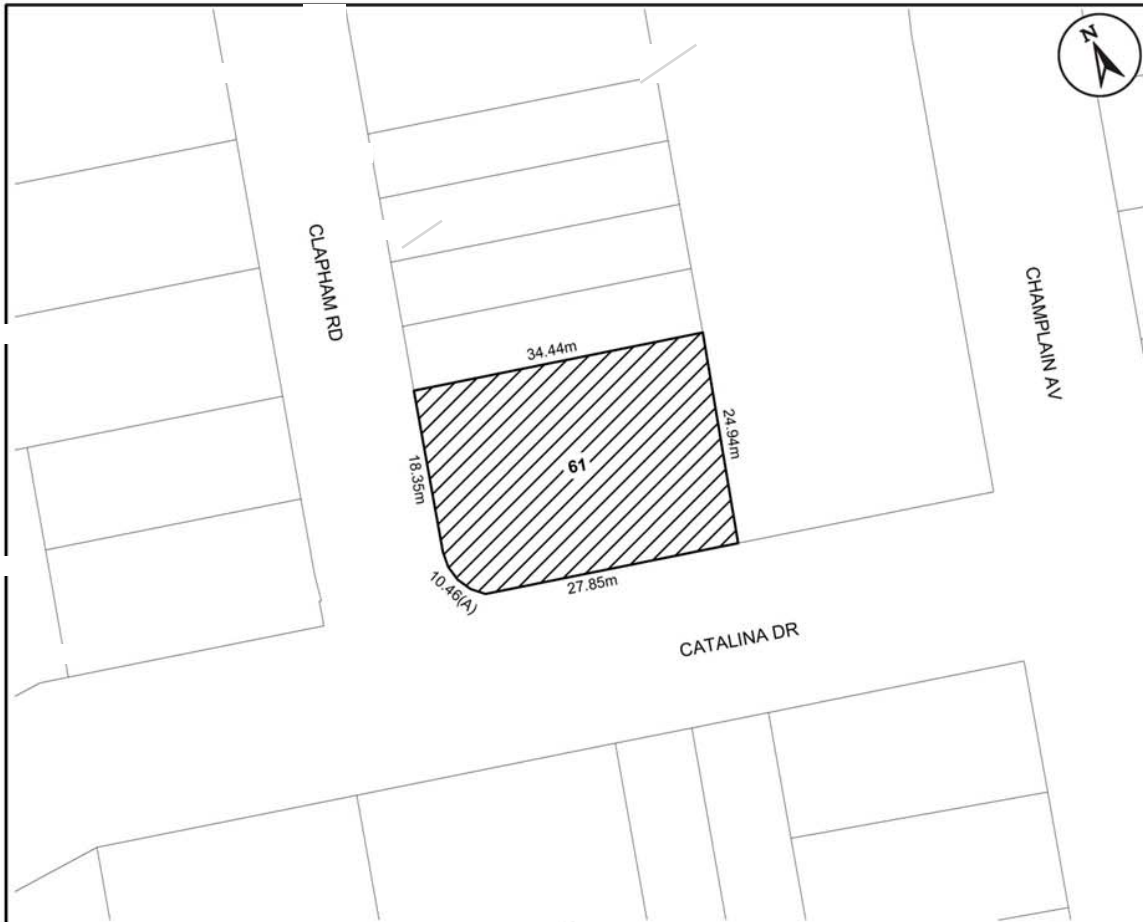 N
CLAPHAM RD
CHAMPLAIN AV
34.44m
24.94m
18.35m
61
10.46(A)
27.85m
CATALINA DR